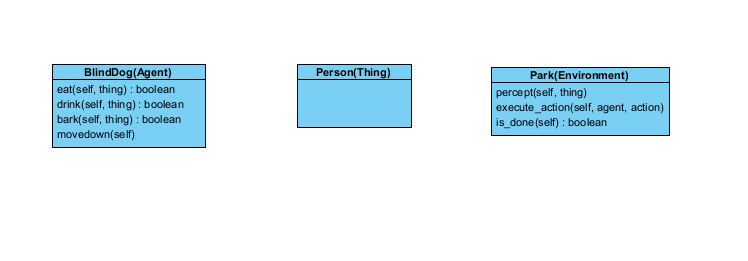 BlindDog(Agent)
eat(self, thing) : boolean
drink(self, thing) : boolean
bark(self, thing) : boolean
movedown(self)
Person(Thing)
Park(Environment)
percept(self, thing)
execute_action(self, agent, action)
is_done(self) : boolean